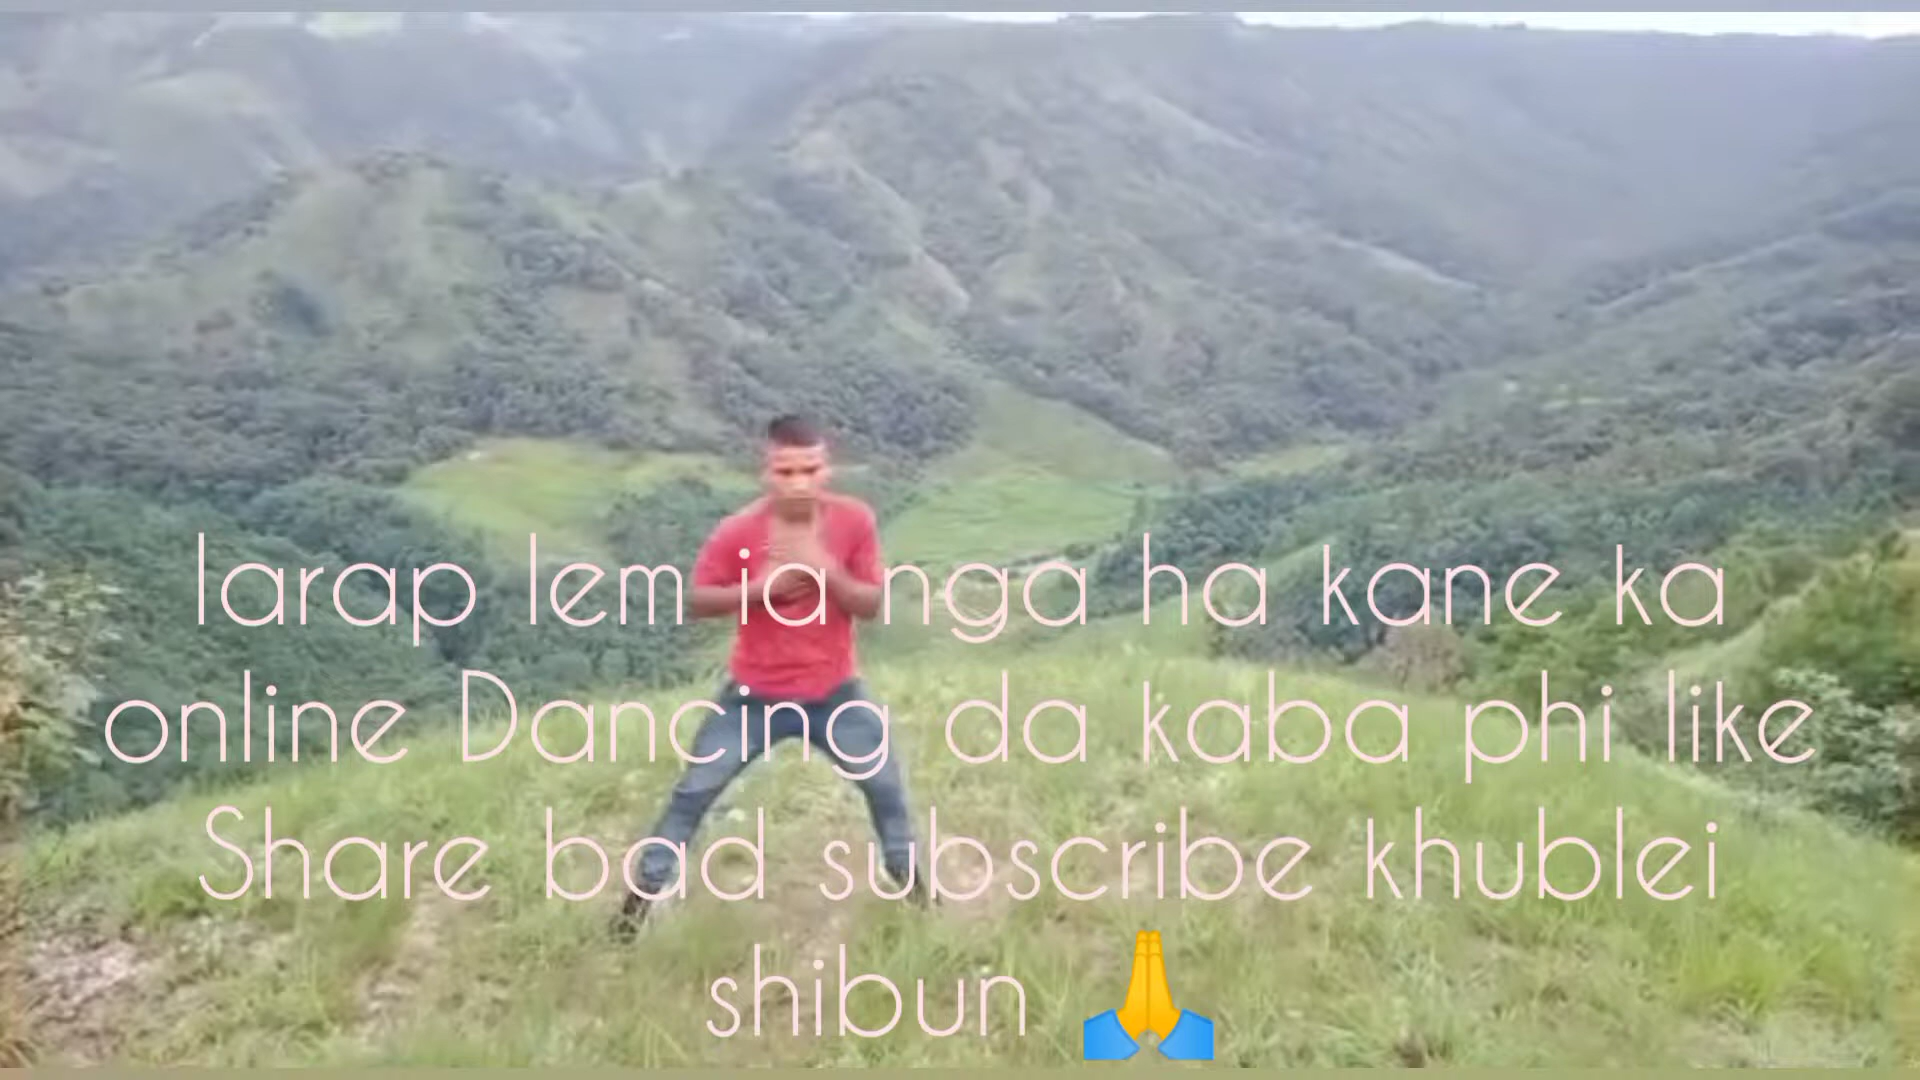 Iarap lem ia nga ha kane ka
online Dancing da kaba phi like
Share bad subscribe khublei
shibun 🙏